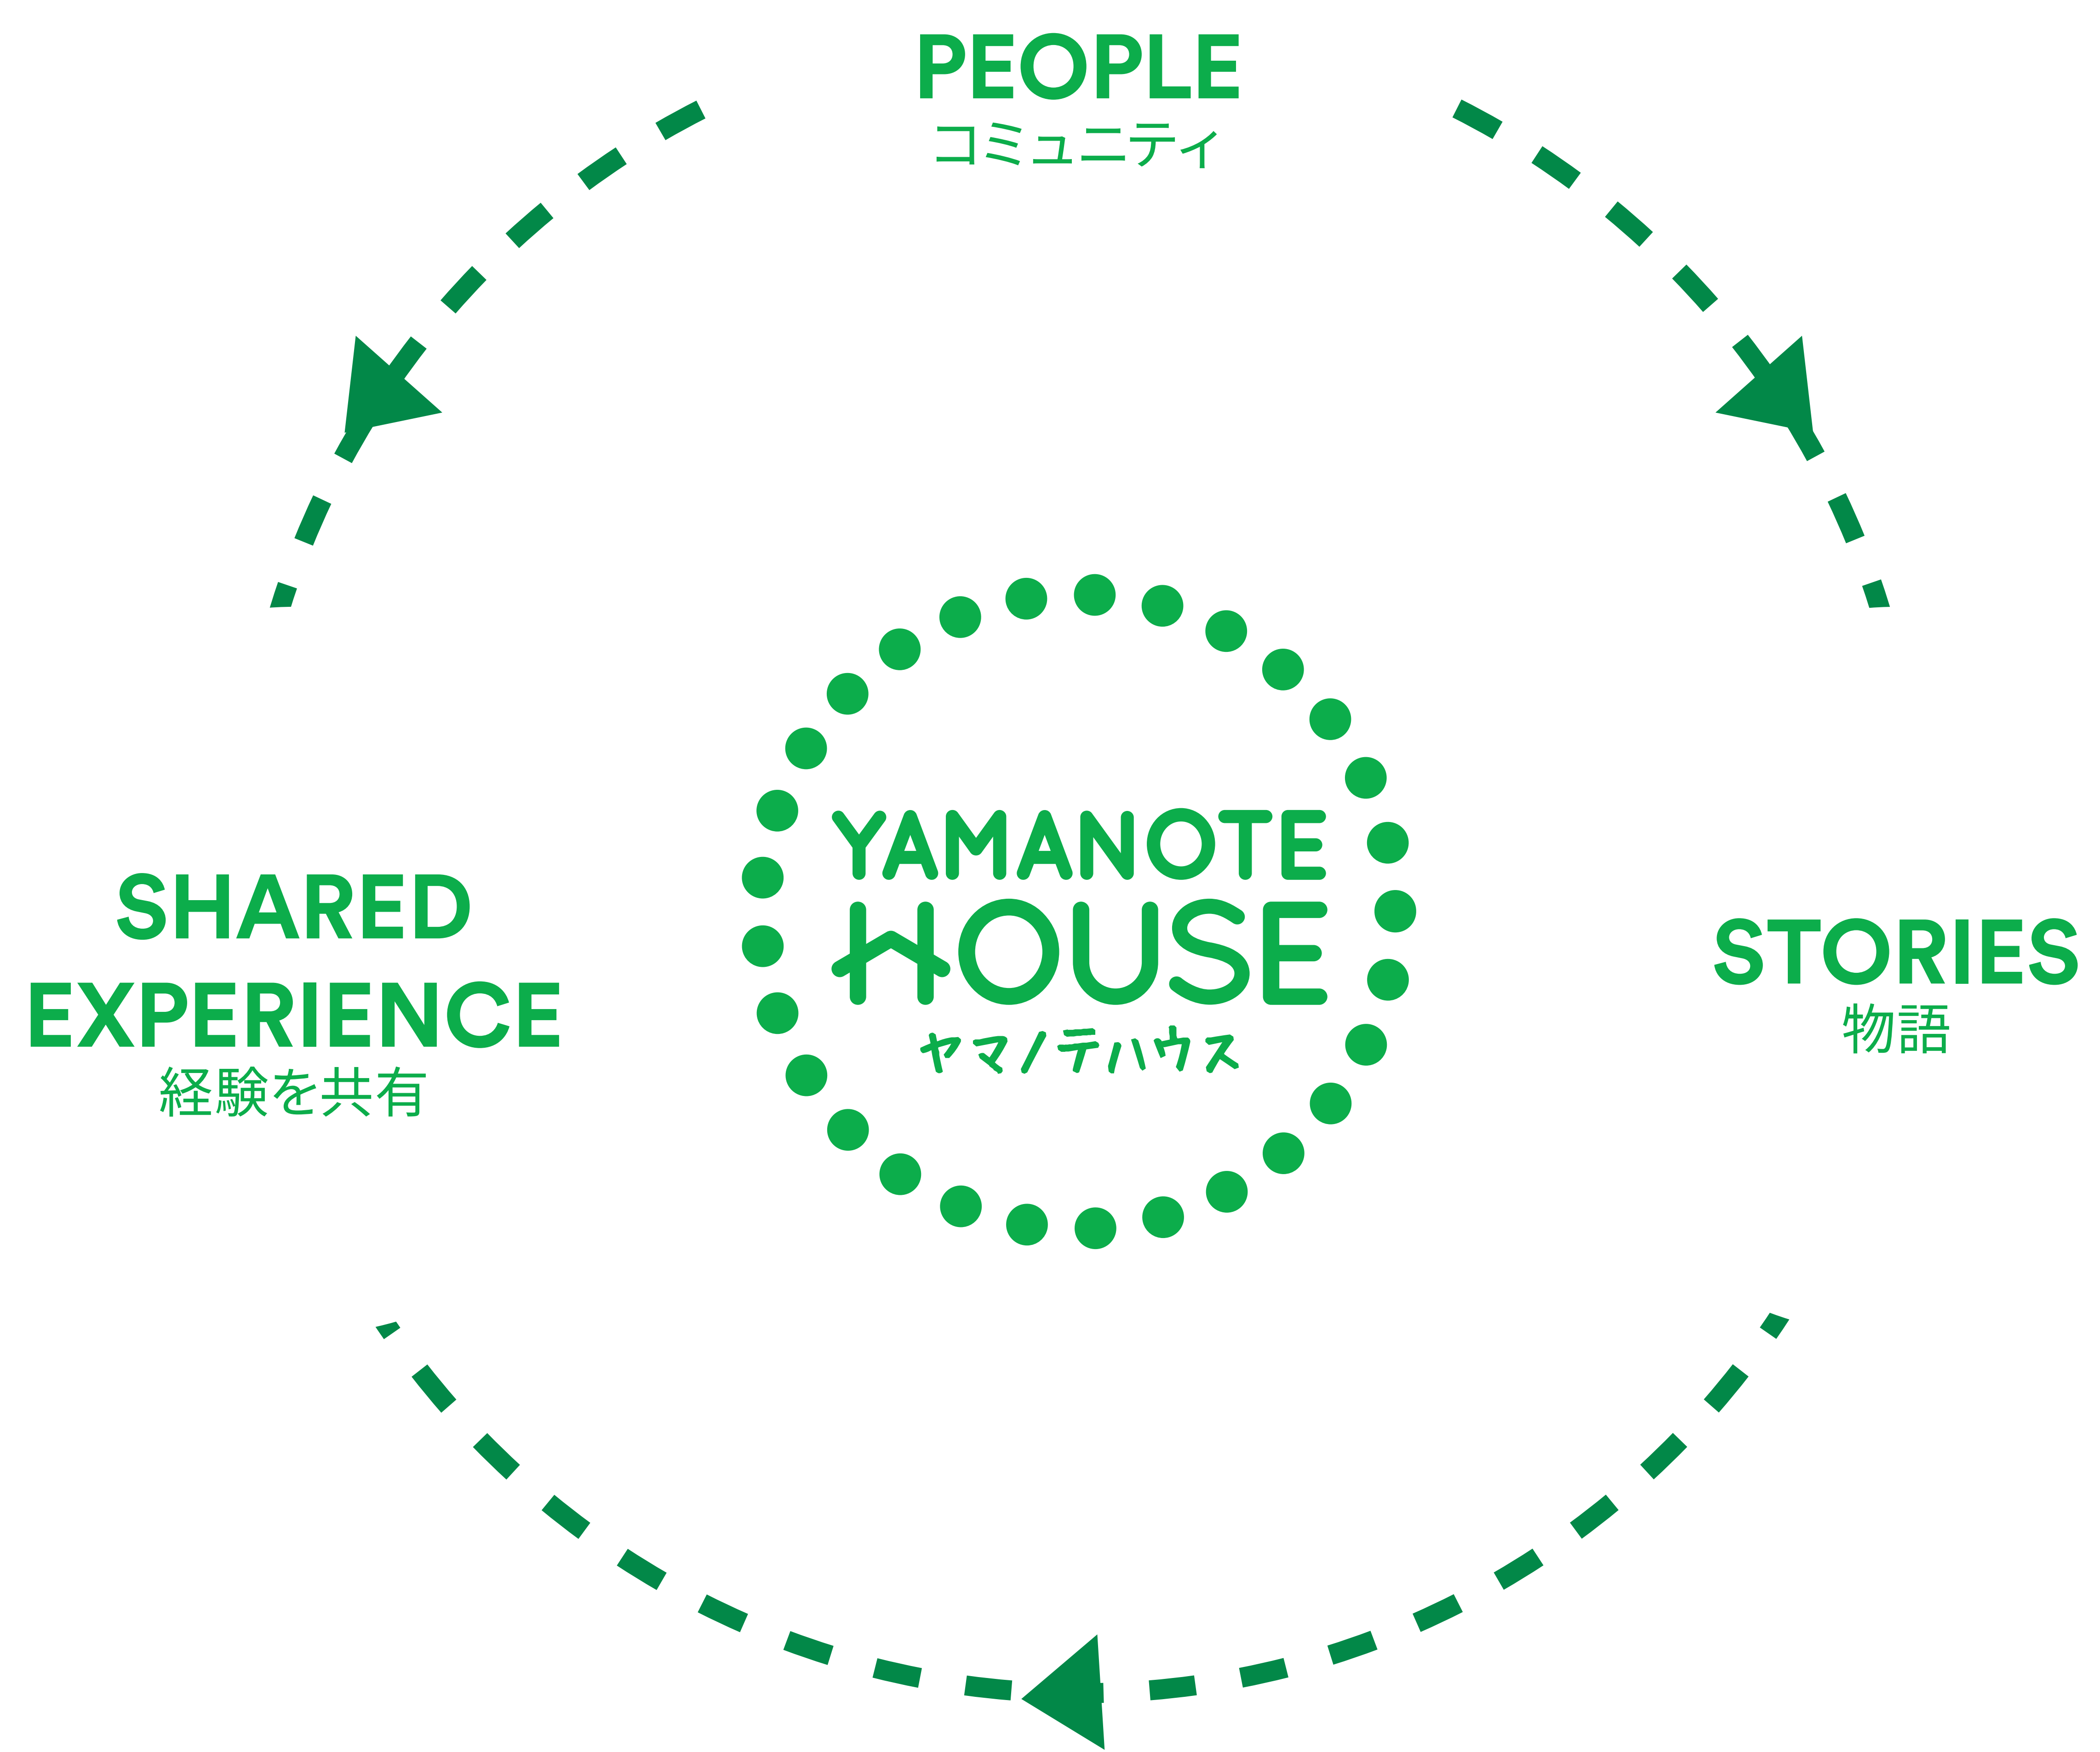 PEOPLE
コミュニティ
YAMANOTE
HOUSE
ヤマノテハウス
SHARED
EXPERIENCE
経験を共有
STORIES
物語